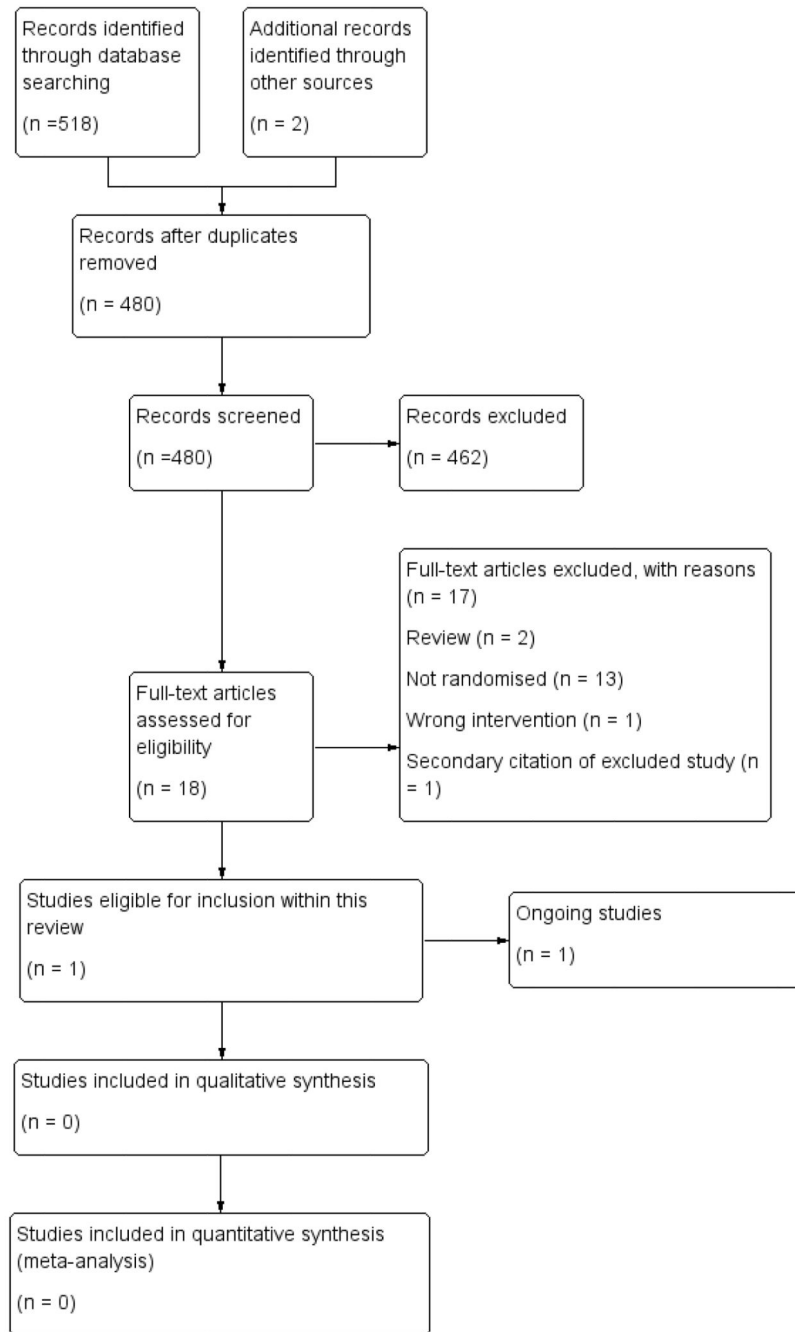 Records identified
through database
searching
(n =518)
Additional records
identified through
other sources
(n = 2)
Records after duplicates
removed
(n = 480)
Records screened
(n =480)
Records excluded
(n = 462)
Full-text articles excluded, with reasons
(n = 17)
Review (n = 2)
Not randomised (n = 13)
Wrong intervention (n = 1)
Secondary citation of excluded study (n
= 1)
Full-text articles
assessed for
eligibility
(n = 18)
Studies eligible for inclusion within this
review
(n = 1)
Ongoing studies
(n = 1)
Studies included in qualitative synthesis
(n = 0)
Studies included in quantitative synthesis
(meta-analysis)
(n = 0)